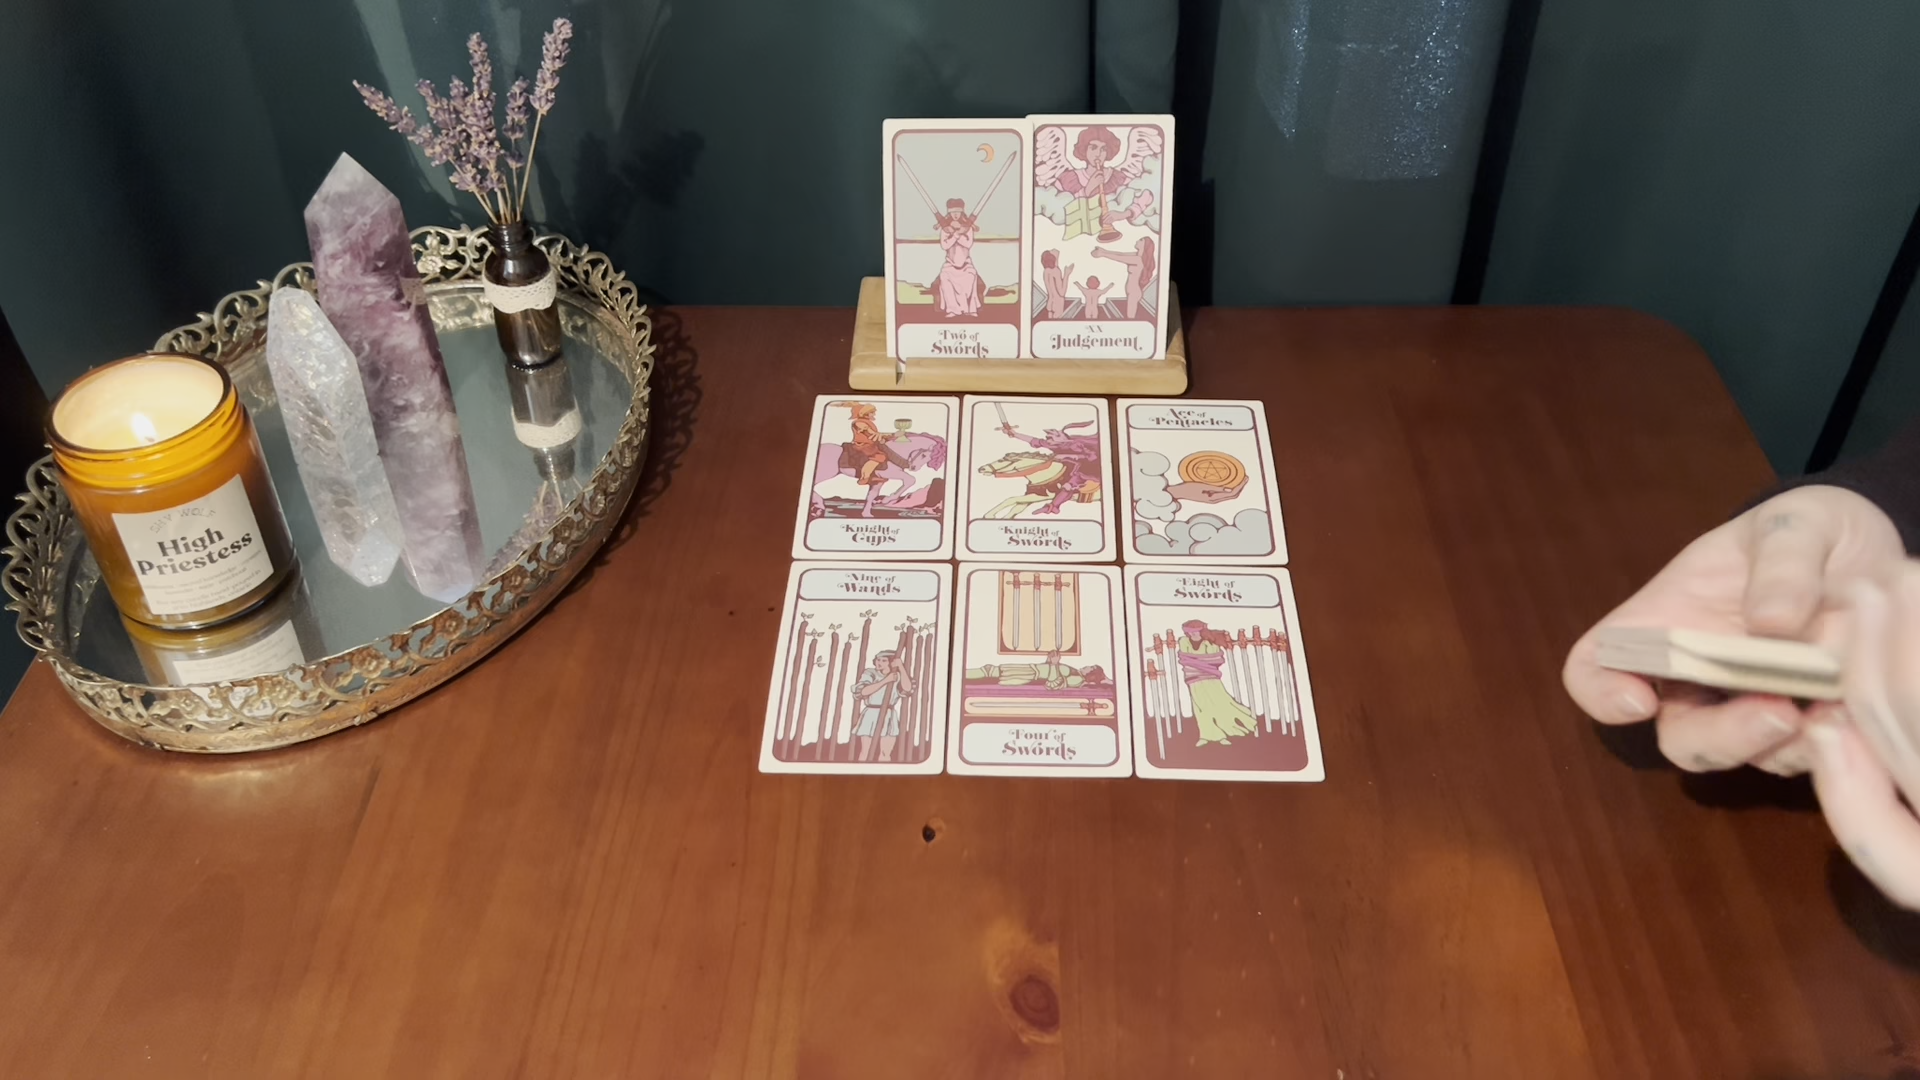 Two of
Swords
XX
Judgement
Knight of
Cups
Knight of
Swords
Ace of
Pentacles
Nine of
Wands
Four of
Swords
Eight of
Swords
High
Priestess